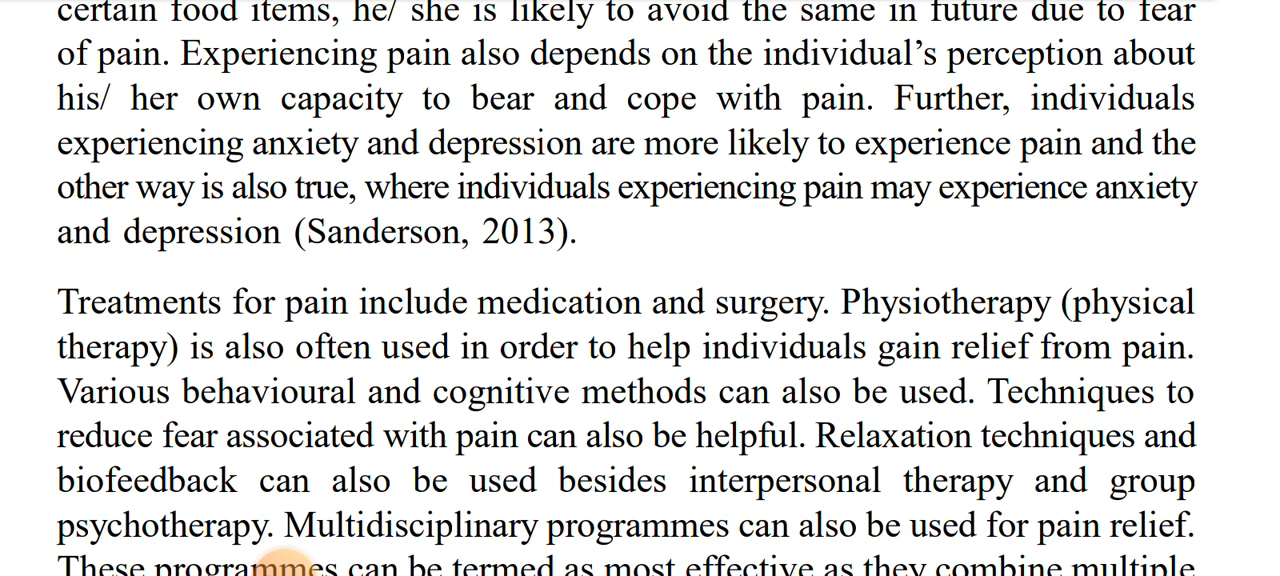 certain food items, he/ she is likely to avoid the same in future due to fear
of pain. Experiencing pain also depends on the individual’s perception about
his/ her own capacity to bear and cope with pain. Further, individuals
experiencing anxiety and depression are more likely to experience pain and the
other way is also true, where individuals experiencing pain may experience anxiety
and depression (Sanderson, 2013).
Treatments for pain include medication and surgery. Physiotherapy (physical
therapy) is also often used in order to help individuals gain relief from pain.
Various behavioural and cognitive methods can also be used. Techniques to
reduce fear associated with pain can also be helpful. Relaxation techniques and
biofeedback can also be used besides interpersonal therapy and group
psychotherapy. Multidisciplinary programmes can also be used for pain relief.
These programmes can be termed as most effective as they combine multiple